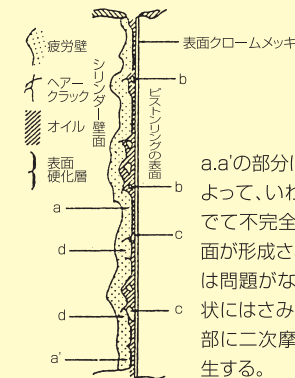 疲労壁
ヘアー
クラック
オイル
表面
硬化層
シリンダー壁面
ピストンリングの表面
表面クロームメッキ
b
b
a
c
d
c
d
a'
a.a'の部分に
よって、いわ
でて不完全
面が形成さ
は問題がな
状にはさみ
部に二次摩
生する。